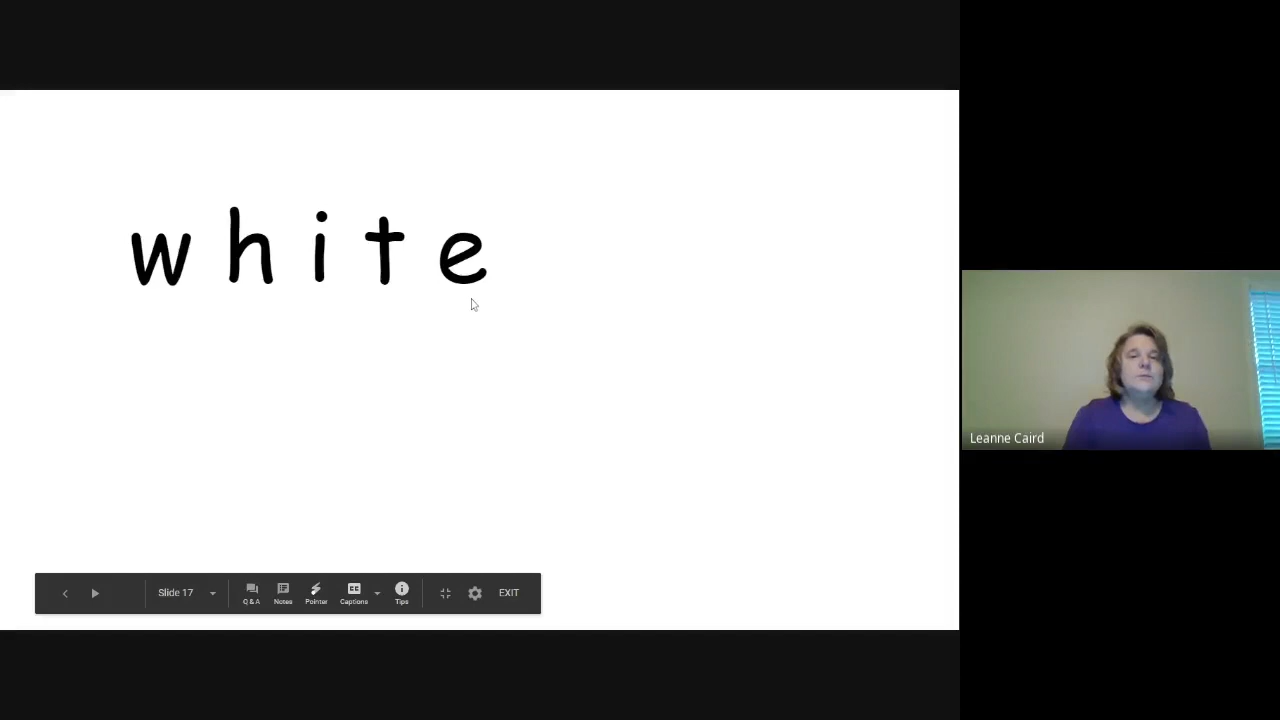 w h i t e
Leanne Caird
Slide 17
Q & A
Notes
Pointer
Captions
Tips
EXIT